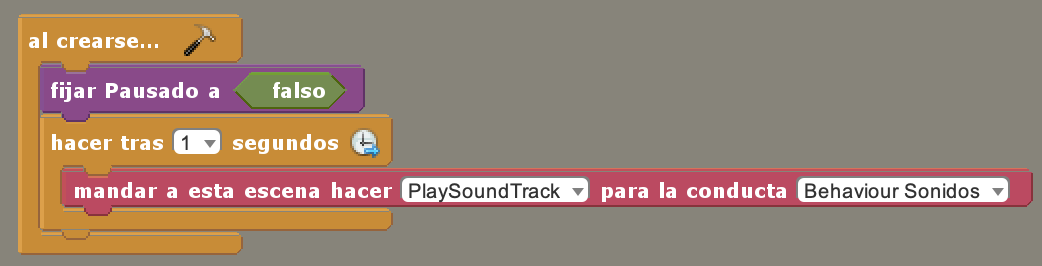 al crearse...
fijar Pausado a falso
hacer tras 1 segundos
mandar a esta escena hacer PlaySoundTrack para la conducta Behaviour Sonidos